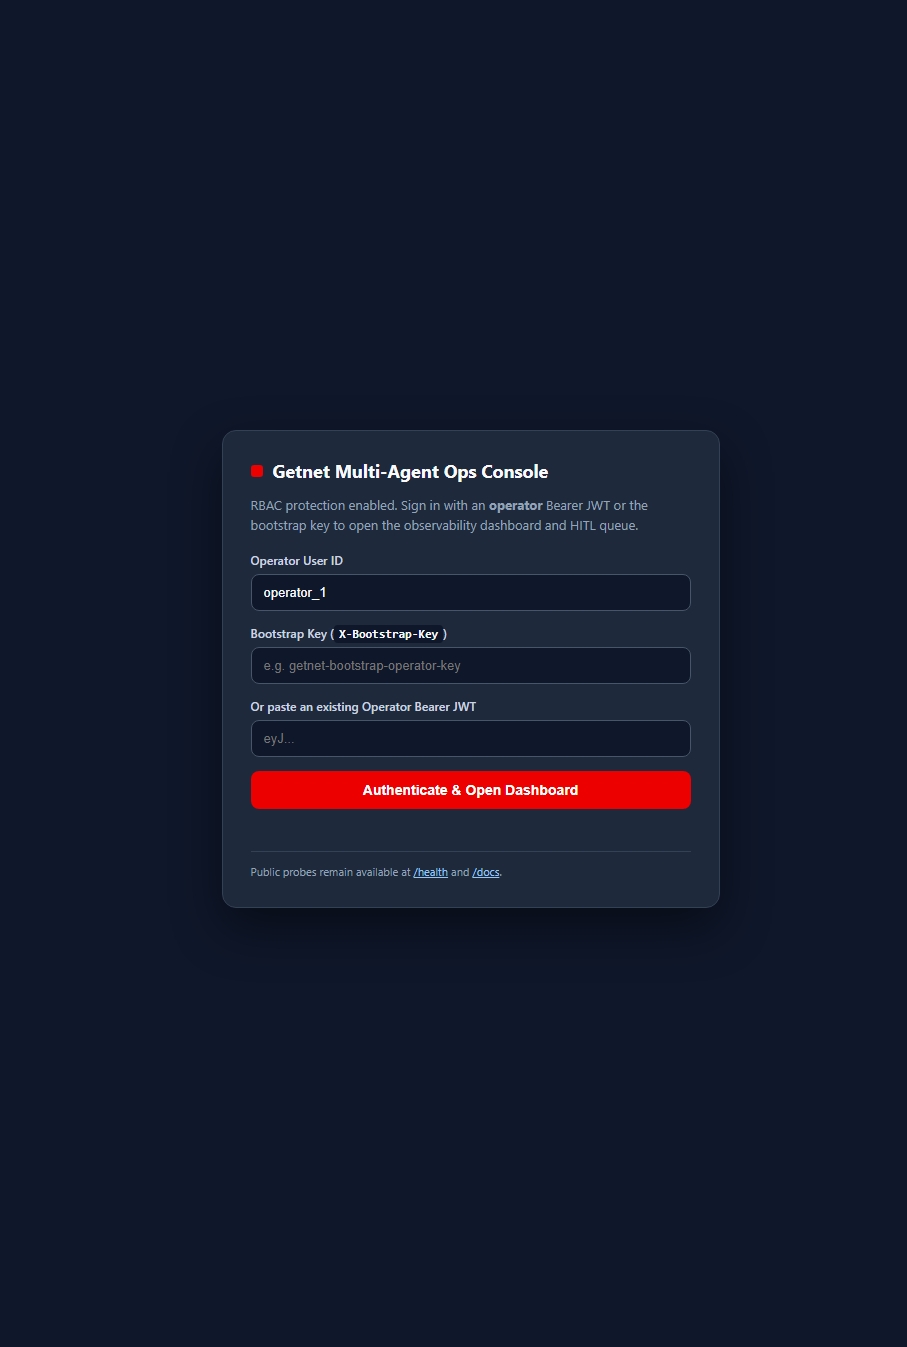 Getnet Multi-Agent Ops Console
RBAC protection enabled. Sign in with an operator Bearer JWT or the
bootstrap key to open the observability dashboard and HITL queue.
Operator User ID
operator_1
Bootstrap Key ( X-Bootstrap-Key )
e.g. getnet-bootstrap-operator-key
Or paste an existing Operator Bearer JWT
eyJ...
Authenticate & Open Dashboard
Public probes remain available at /health and /docs.